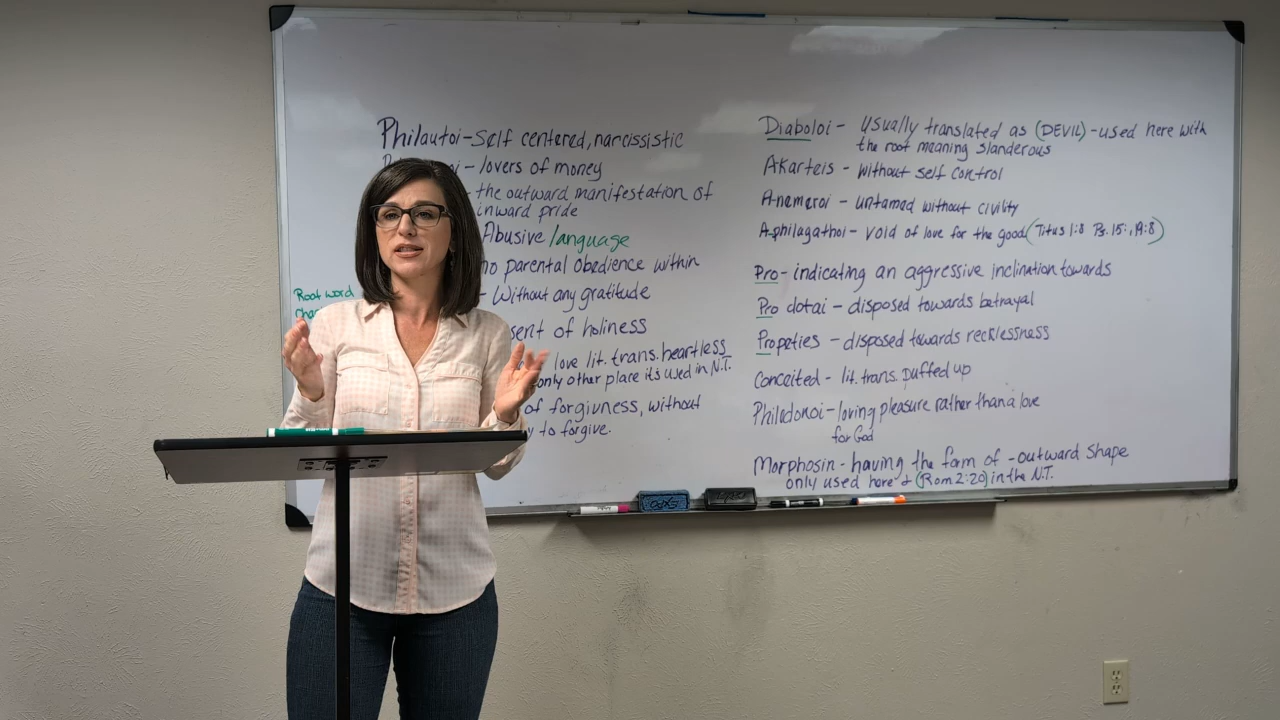 Philautoi - Self centered, narcissistic
- lovers of money
- the outward manifestation of
inward pride
Abusive language
no parental obedience within
- Without any gratitude
Root word
sent of holiness
love lit. trans. heartless
only other place its used in N.T.
of forgivness, without
y to forgive.
Diaboloi - Usually translated as (DEVIL) - used here with
the root meaning slanderous
Akarteis - without self control
Anemeroi - untamed without civility
Aphilagathoi - void of love for the good (Titus 1:8 Ps. 15:, 19:8)
Pro - indicating an aggressive inclination towards
Pro dotai - disposed towards betrayal
Propeties - disposed towards recklessness
Conceited - lit. trans. puffed up
Philedonoi - loving pleasure rather than a love
for God
Morphosin - having the form of - outward shape
only used here & (Rom 2:20) in the N.T.
EXPO